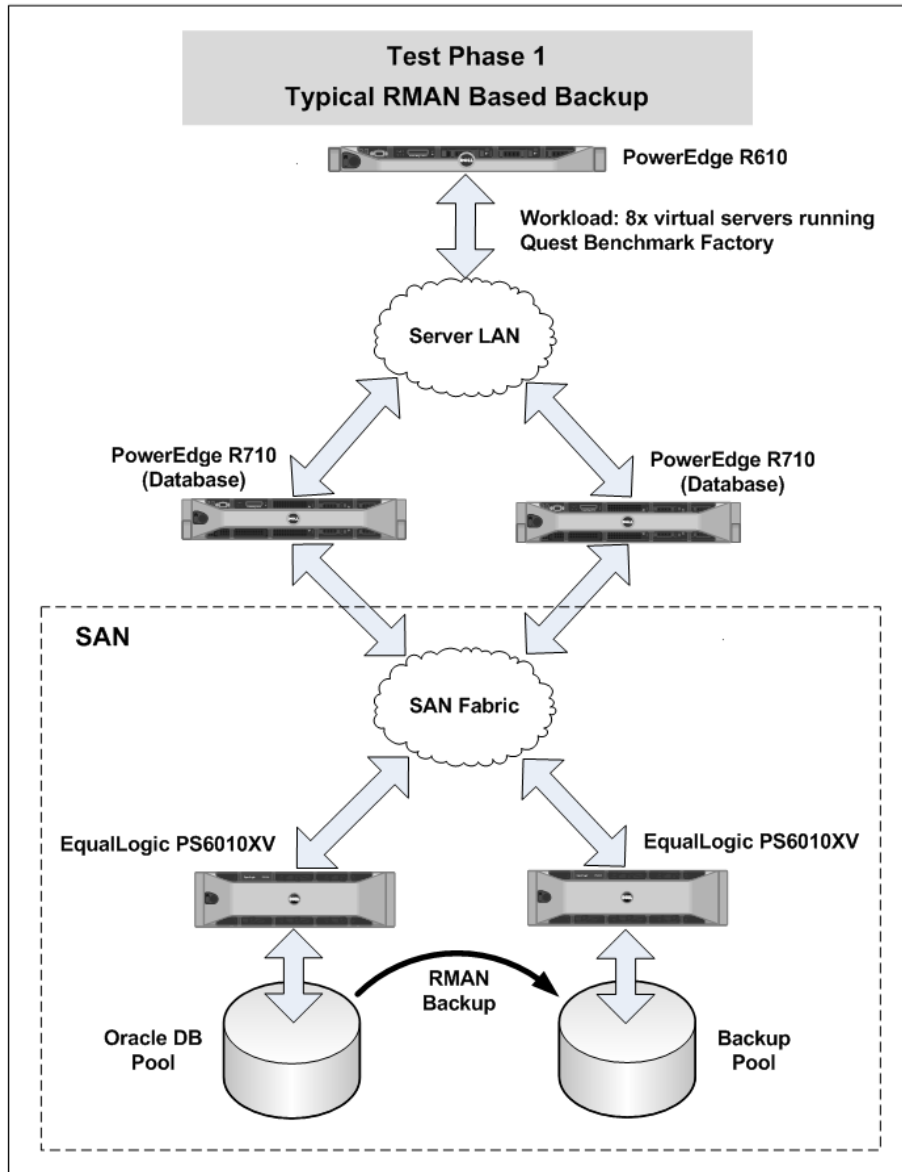 Test Phase 1
Typical RMAN Based Backup
PowerEdge R610
Workload: 8x virtual servers running
Quest Benchmark Factory
Server LAN
PowerEdge R710
(Database)
PowerEdge R710
(Database)
SAN
SAN Fabric
EqualLogic PS6010XV
EqualLogic PS6010XV
RMAN
Backup
Oracle DB
Pool
Backup
Pool